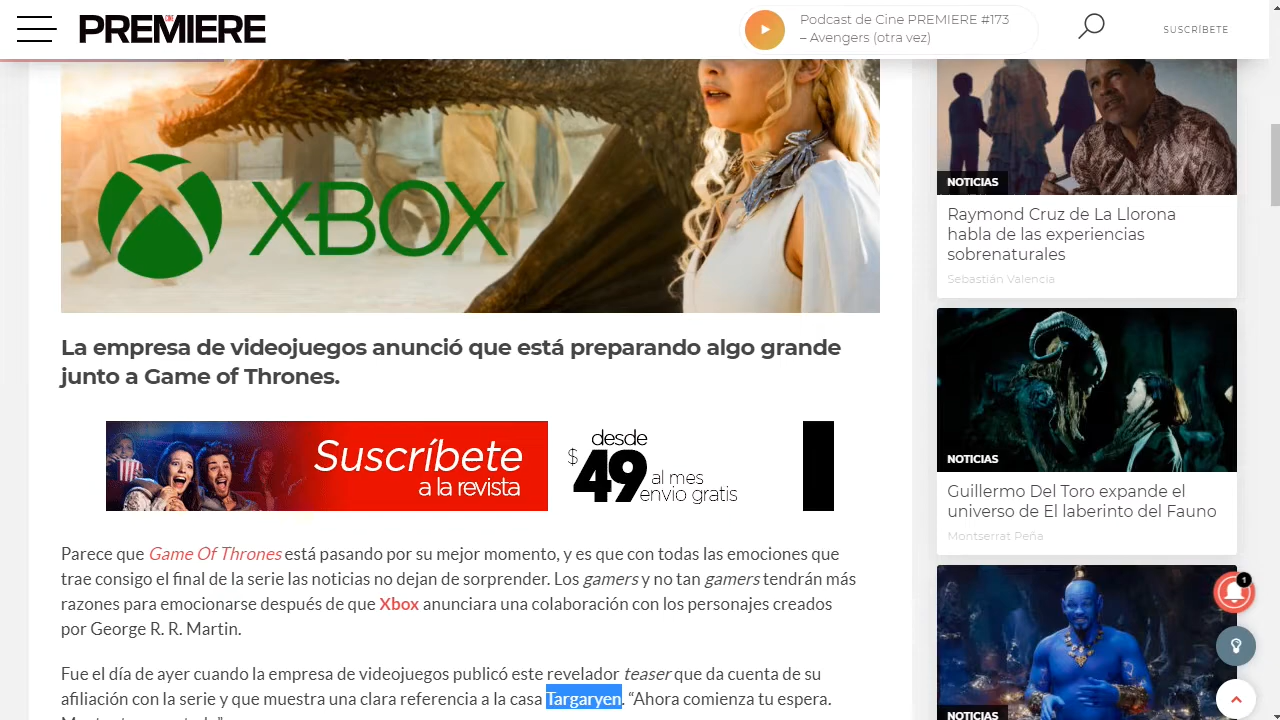 CINE
PREMIERE
Podcast de Cine PREMIERE #173
– Avengers (otra vez)
SUSCRÍBETE
XBOX
La empresa de videojuegos anunció que está preparando algo grande
junto a Game of Thrones.
Suscríbete
a la revista
desde
$49 al mes
envío gratis
Parece que Game Of Thrones está pasando por su mejor momento, y es que con todas las emociones que
trae consigo el final de la serie las noticias no dejan de sorprender. Los gamers y no tan gamers tendrán más
razones para emocionarse después de que Xbox anunciara una colaboración con los personajes creados
por George R. R. Martin.
Fue el día de ayer cuando la empresa de videojuegos publicó este revelador teaser que da cuenta de su
afiliación con la serie y que muestra una clara referencia a la casa Targaryen. “Ahora comienza tu espera.
NOTICIAS
Raymond Cruz de La Llorona
habla de las experiencias
sobrenaturales
Sebastián Valencia
NOTICIAS
Guillermo Del Toro expande el
universo de El laberinto del Fauno
Montserrat Peña
1
NOTICIAS